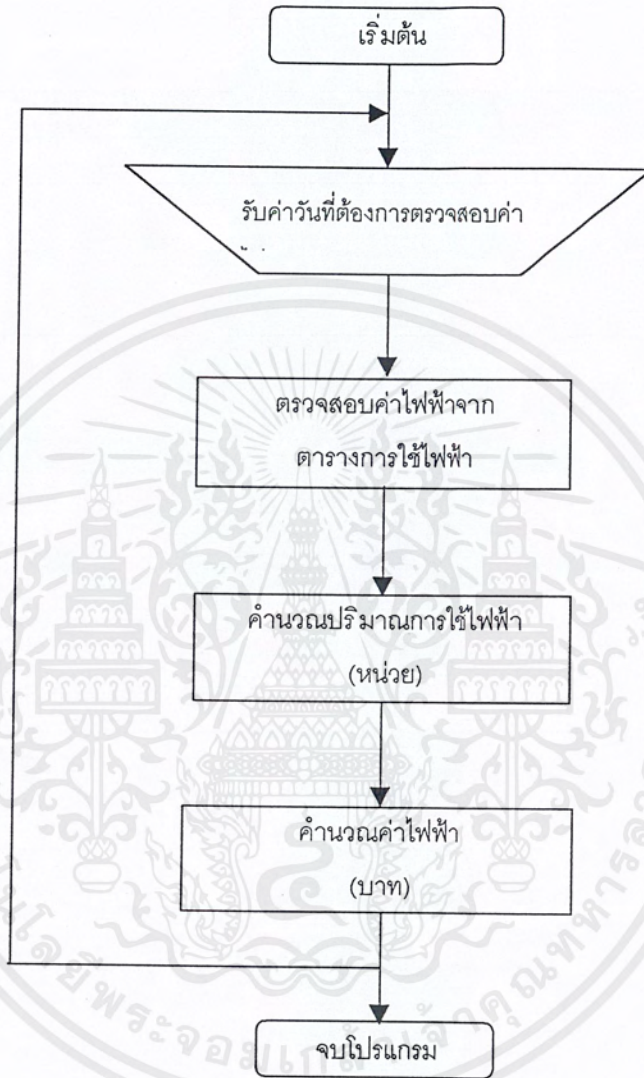 เริ่มต้น
รับค่าวันที่ต้องการตรวจสอบค่า
ตรวจสอบค่าไฟฟ้าจาก
ตารางการใช้ไฟฟ้า
คำนวณปริมาณการใช้ไฟฟ้า
(หน่วย)
คำนวณค่าไฟฟ้า
(บาท)
จบโปรแกรม